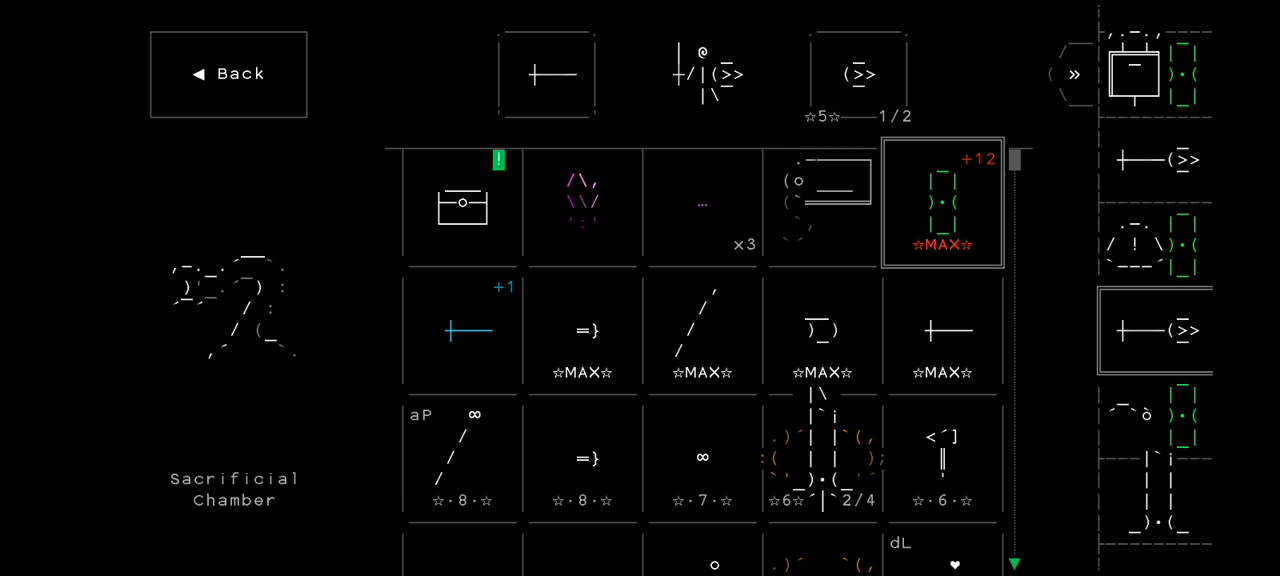 ◀ Back
☆5☆ 1/2
»
!
+12
×3
☆MAX☆
+1
☆MAX☆
☆MAX☆
☆MAX☆
☆MAX☆
aP
∞
∞
☆·8·☆
☆·8·☆
☆·7·☆
☆6☆
2/4
☆·6·☆
dL
Sacrificial
Chamber